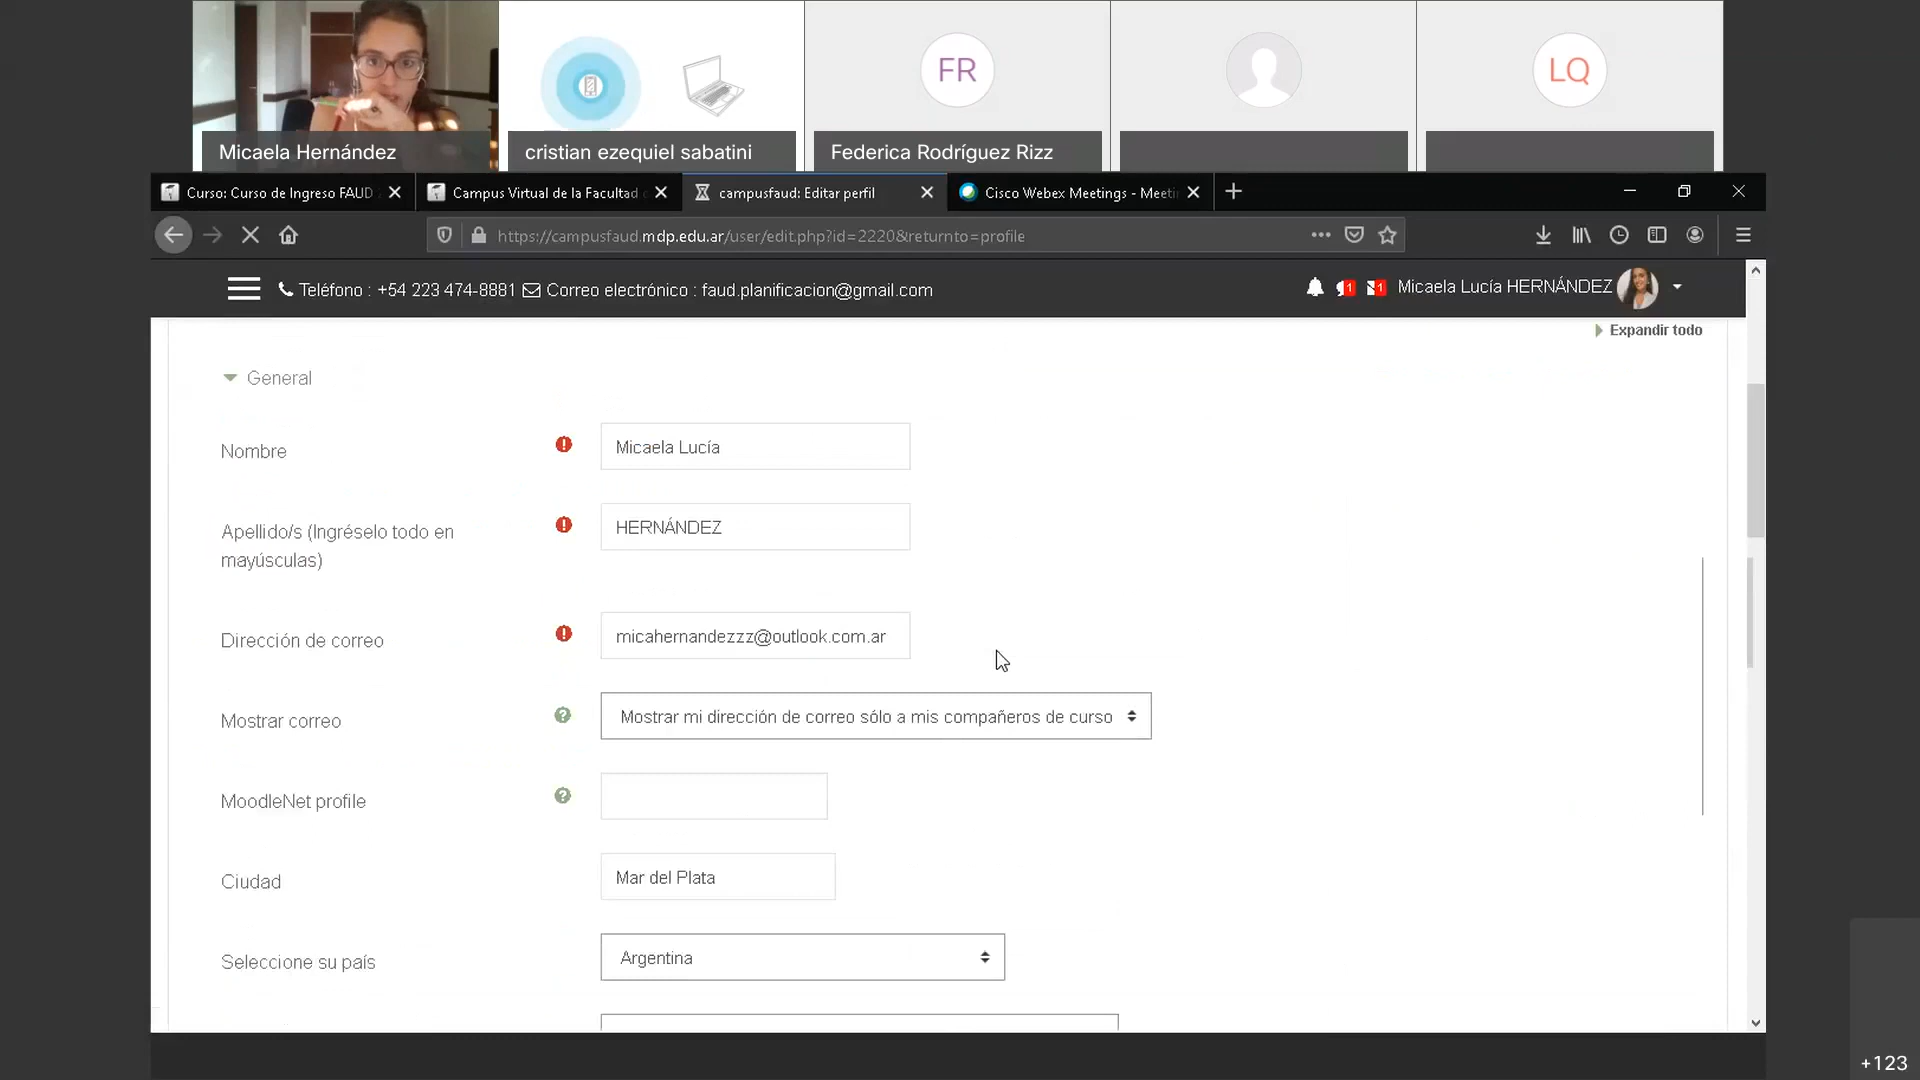 FR
LQ
Micaela Hernández
cristian ezequiel sabatini
Federica Rodríguez Rizz
Curso: Curso de Ingreso FAUD
Campus Virtual de la Facultad
campusfaud: Editar perfil
Cisco Webex Meetings - Meeti
https://campusfaud.mdp.edu.ar/user/edit.php?id=2220&returnto=profile
Teléfono : +54 223 474-8881 Correo electrónico : faud.planificacion@gmail.com
1
1
Micaela Lucía HERNÁNDEZ
Expandir todo
General
Nombre
Micaela Lucía
Apellido/s (Ingréselo todo en
mayúsculas)
HERNÁNDEZ
Dirección de correo
micahernandezzz@outlook.com.ar
Mostrar correo
Mostrar mi dirección de correo sólo a mis compañeros de curso
MoodleNet profile
Ciudad
Mar del Plata
Seleccione su país
Argentina
+123